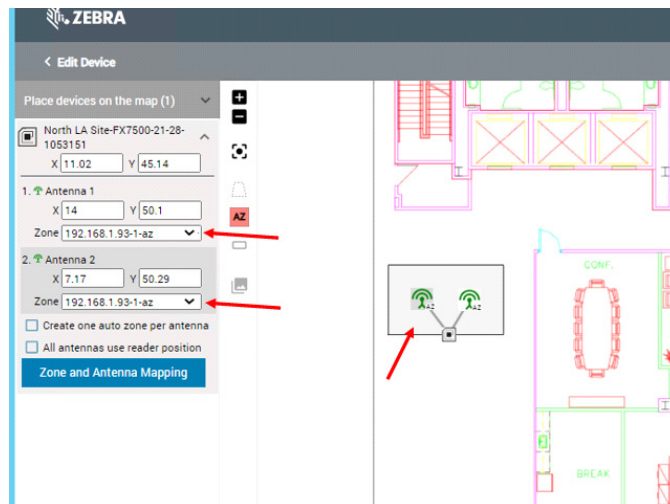 ZEBRA
< Edit Device
Place devices on the map (1)
North LA Site-FX7500-21-28-
1053151
X 11.02 Y 45.14
1. Antenna 1
X 14 Y 50.1
Zone 192.168.1.93-1-az
2. Antenna 2
X 7.17 Y 50.29
Zone 192.168.1.93-1-az
Create one auto zone per antenna
All antennas use reader position
Zone and Antenna Mapping
AZ
AZ AZ
CONF.
BREAK